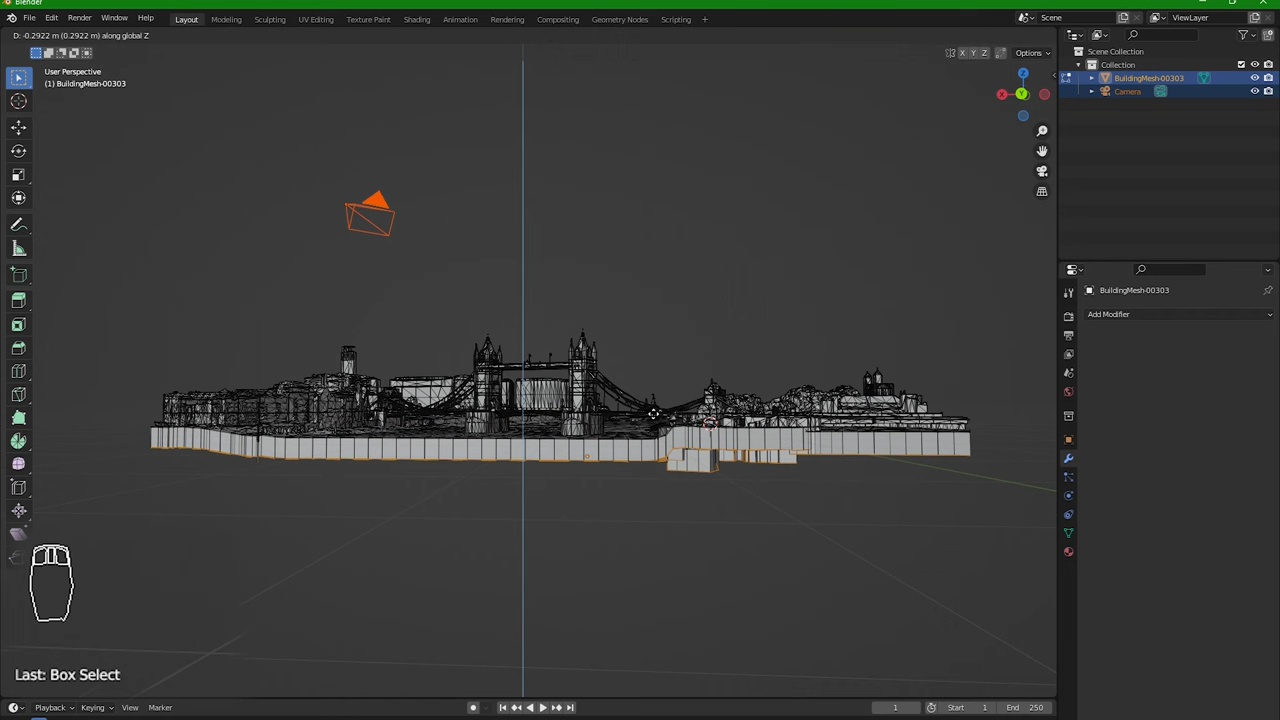 Blender
File Edit Render Window Help
Layout Modeling Sculpting UV Editing Texture Paint Shading Animation Rendering Compositing Geometry Nodes Scripting +
Scene
ViewLayer
D: -0.2922 m (0.2922 m) along global Z
X Y Z
Options
User Perspective
(1) BuildingMesh-00303
Z
X
Y
Scene Collection
Collection
BuildingMesh-00303
Camera
BuildingMesh-00303
Add Modifier
Last: Box Select
Playback Keying View Marker
1
Start 1
End 250